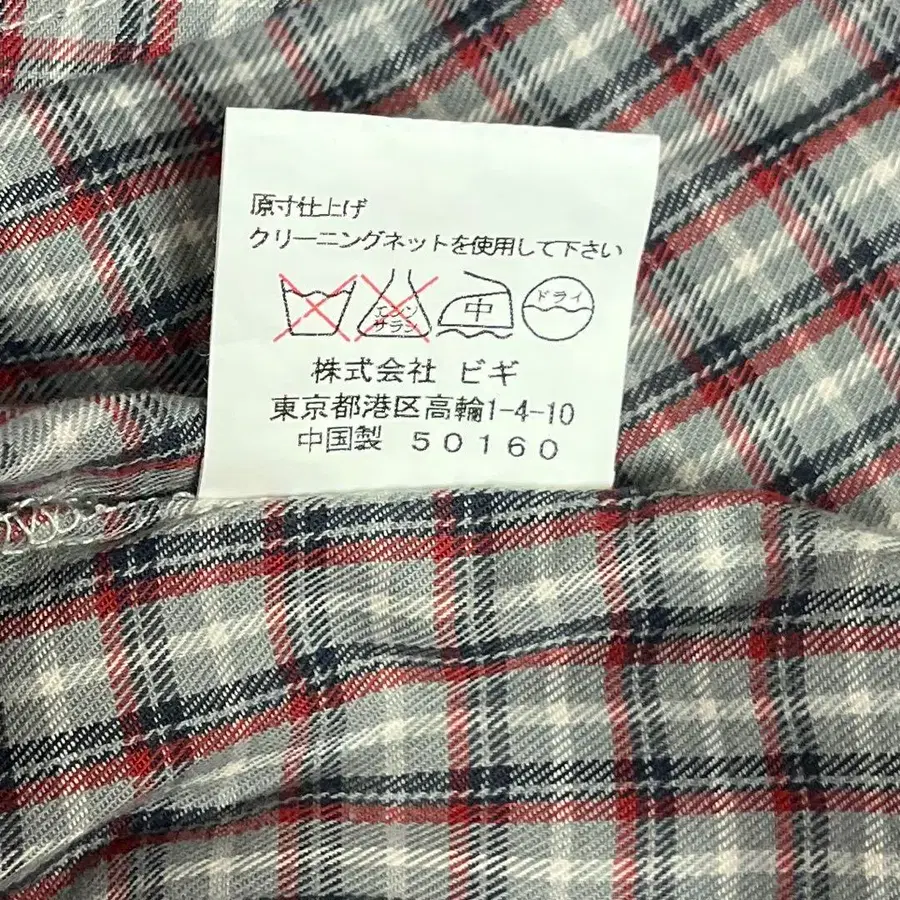 原寸仕上げ
クリーニングネットを使用して下さい
エンソ
サラシ
中
ドライ
株式会社 ビギ
東京都港区高輪1-4-10
中国製 50160